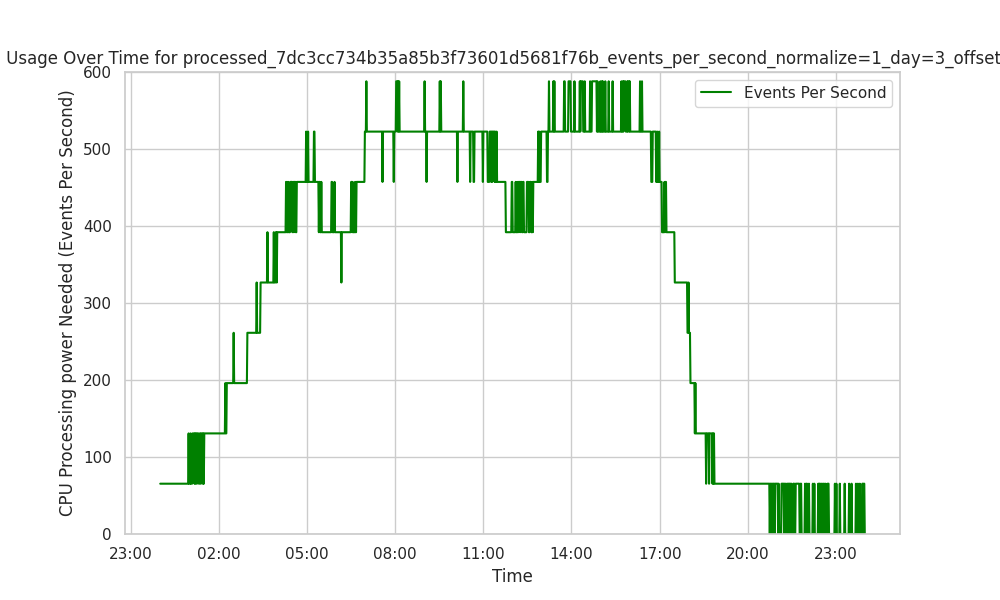 Usage Over Time for processed_7dc3cc734b35a85b3f73601d5681f76b_events_per_second_normalize=1_day=3_offset
CPU Processing power Needed (Events Per Second)
600
500
400
300
200
100
0
Events Per Second
23:00 02:00 05:00 08:00 11:00 14:00 17:00 20:00 23:00
Time